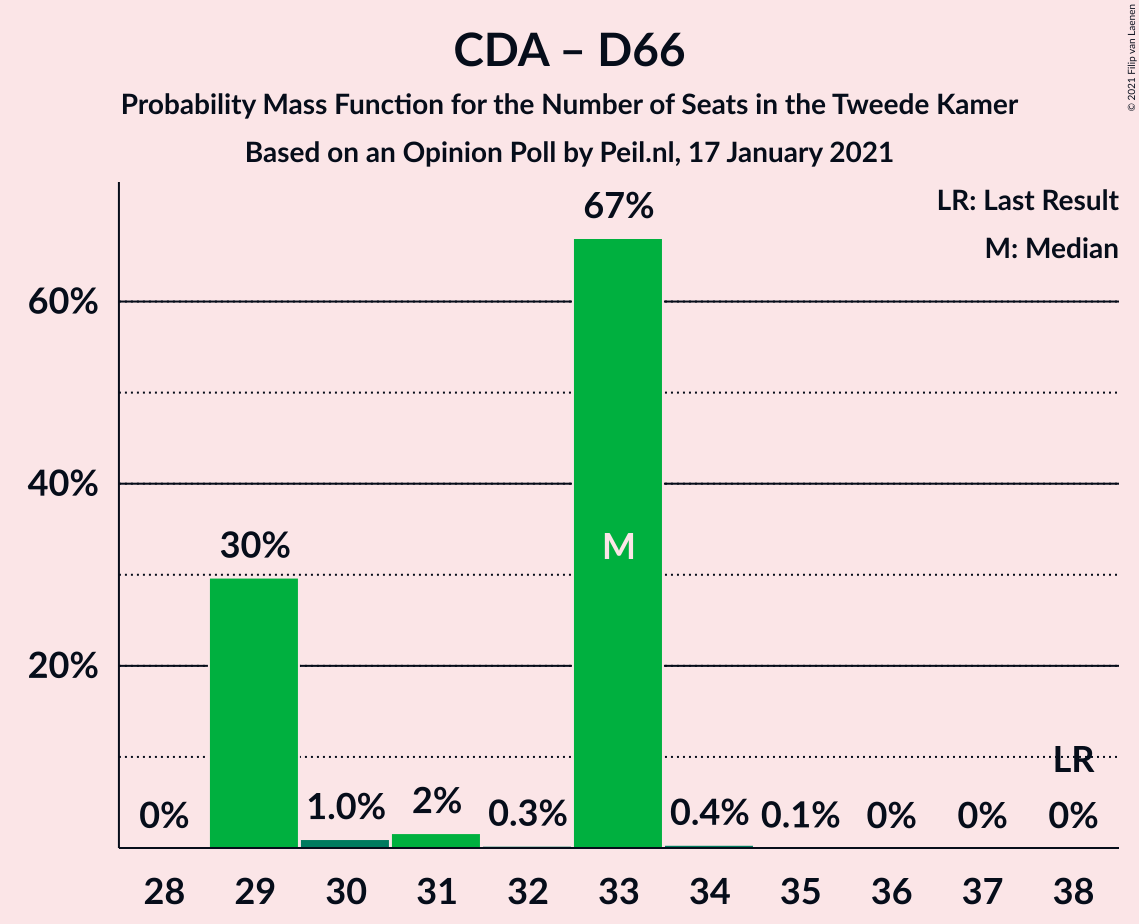 CDA – D66
Probability Mass Function for the Number of Seats in the Tweede Kamer
Based on an Opinion Poll by Peil.nl, 17 January 2021
© 2021 Filip van Laenen
LR: Last Result
M: Median
67%
60%
40%
20%
30%
M
LR
0%
1.0%
2%
0.3%
0.4%
0.1%
0%
0%
0%
28 29 30 31 32 33 34 35 36 37 38